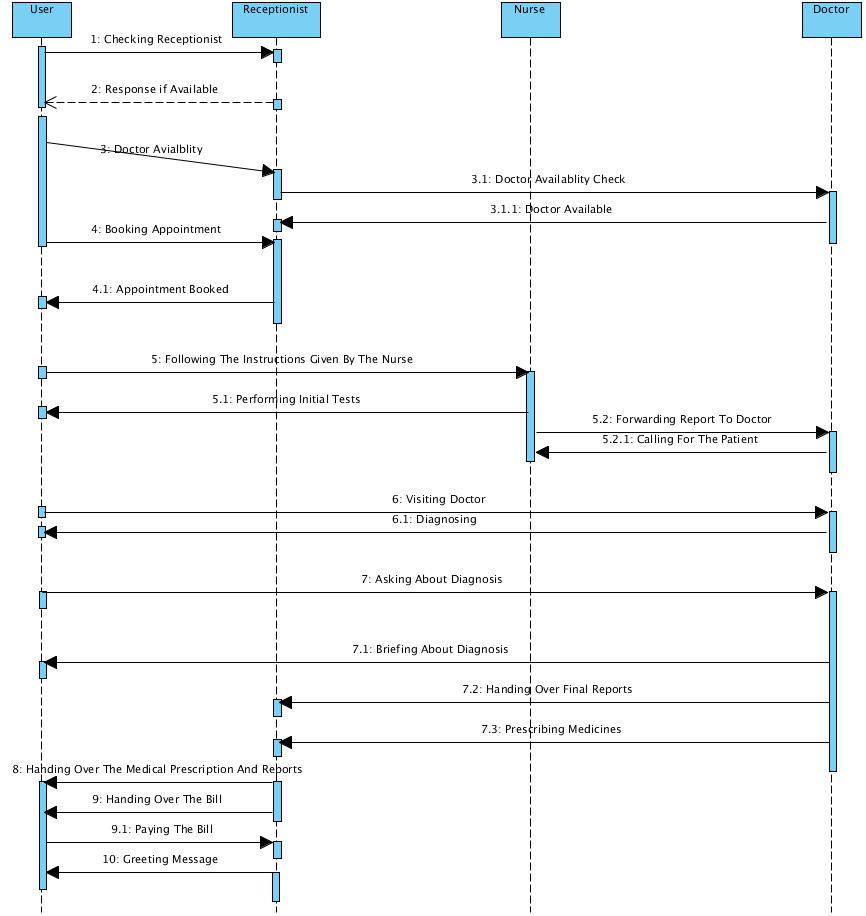 User
Receptionist
Nurse
Doctor
1: Checking Receptionist
2: Response if Available
3: Doctor Avialblity
3.1: Doctor Availablity Check
3.1.1: Doctor Available
4: Booking Appointment
4.1: Appointment Booked
5: Following The Instructions Given By The Nurse
5.1: Performing Initial Tests
5.2: Forwarding Report To Doctor
5.2.1: Calling For The Patient
6: Visiting Doctor
6.1: Diagnosing
7: Asking About Diagnosis
7.1: Briefing About Diagnosis
7.2: Handing Over Final Reports
7.3: Prescribing Medicines
8: Handing Over The Medical Prescription And Reports
9: Handing Over The Bill
9.1: Paying The Bill
10: Greeting Message